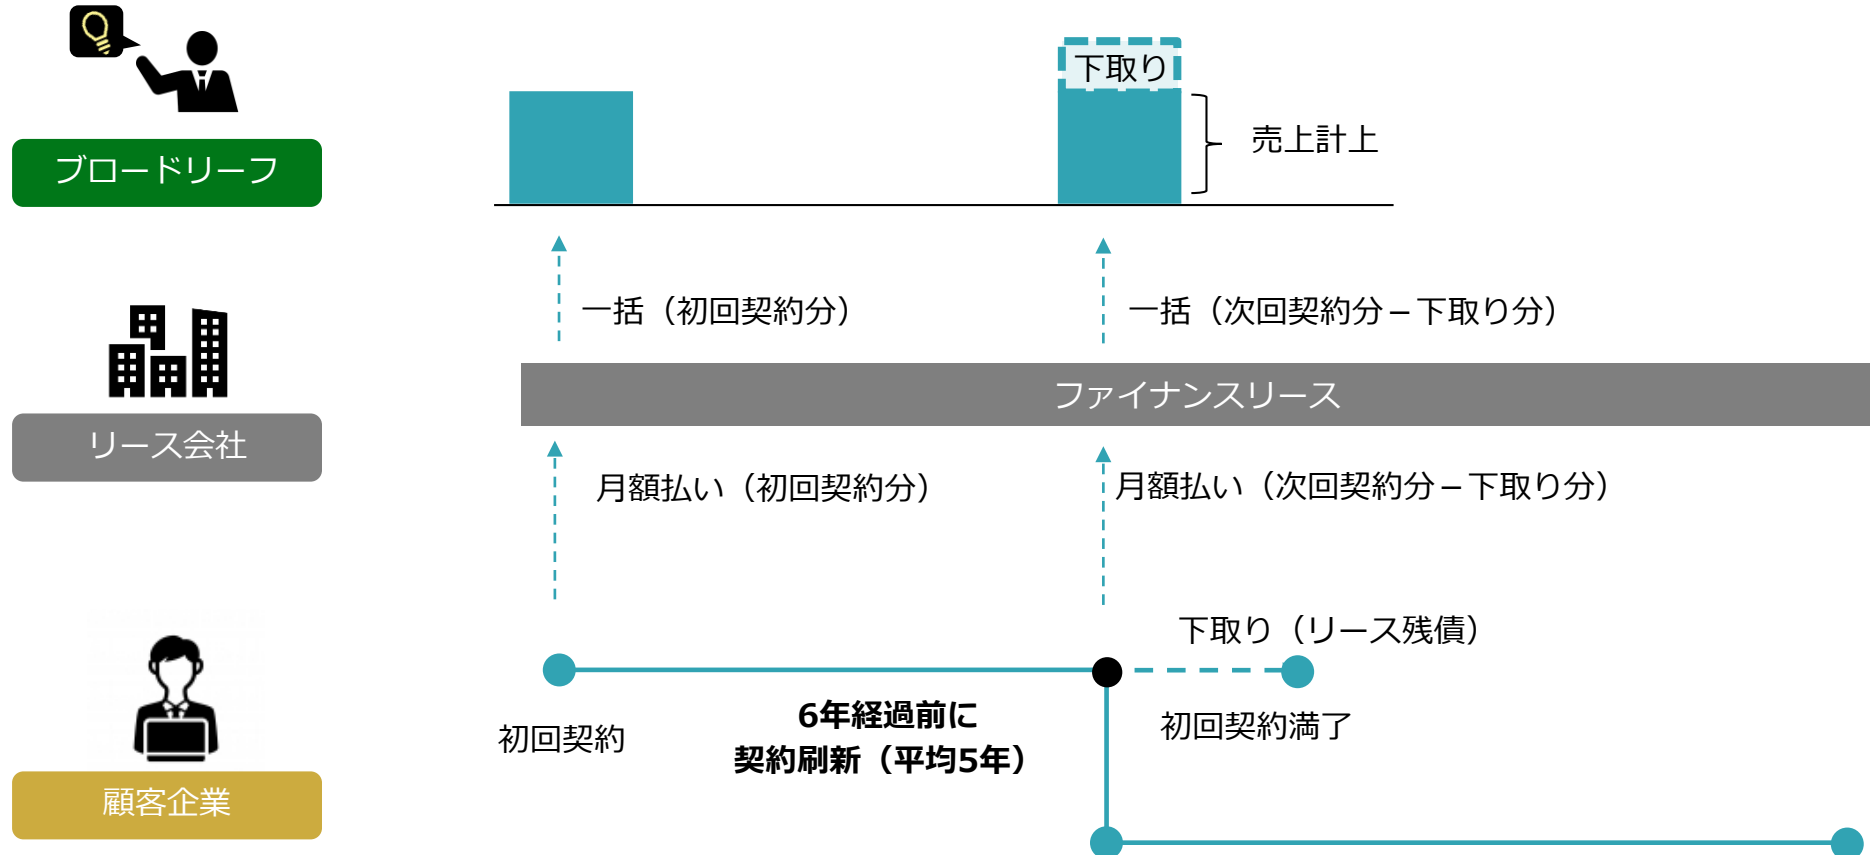 下取り
売上計上
ブロードリーフ
一括（初回契約分）
一括（次回契約分－下取り分）
ファイナンスリース
リース会社
月額払い（初回契約分）
月額払い（次回契約分－下取り分）
下取り（リース残債）
初回契約
6年経過前に
契約刷新（平均5年）
初回契約満了
顧客企業